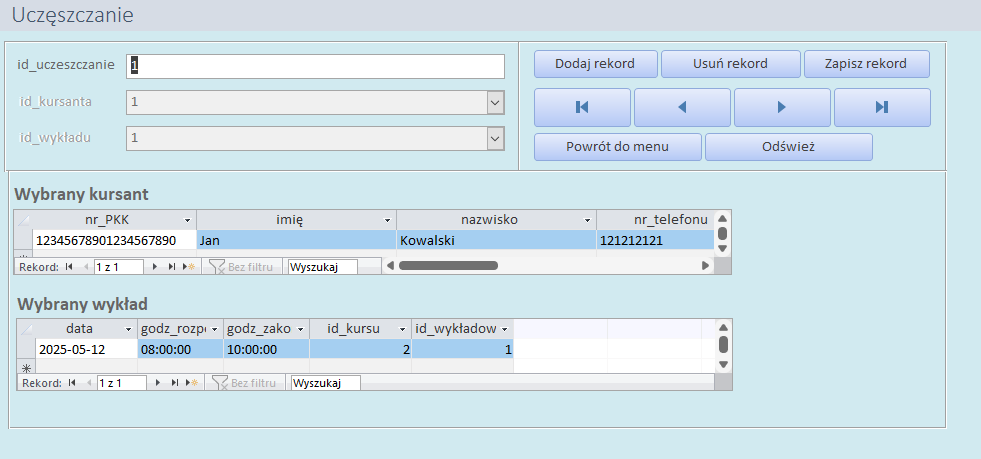 Uczęszczanie
id_uczeszczanie 1
id_kursanta 1
id_wykładu 1
Dodaj rekord Usuń rekord Zapisz rekord
Powrót do menu Odśwież
Wybrany kursant
nr_PKK imię nazwisko nr_telefonu
12345678901234567890 Jan Kowalski 121212121
Rekord: 1 z 1 Bez filtru Wyszukaj
Wybrany wykład
data godz_rozpo godz_zako id_kursu id_wykładow
2025-05-12 08:00:00 10:00:00 2 1
Rekord: 1 z 1 Bez filtru Wyszukaj